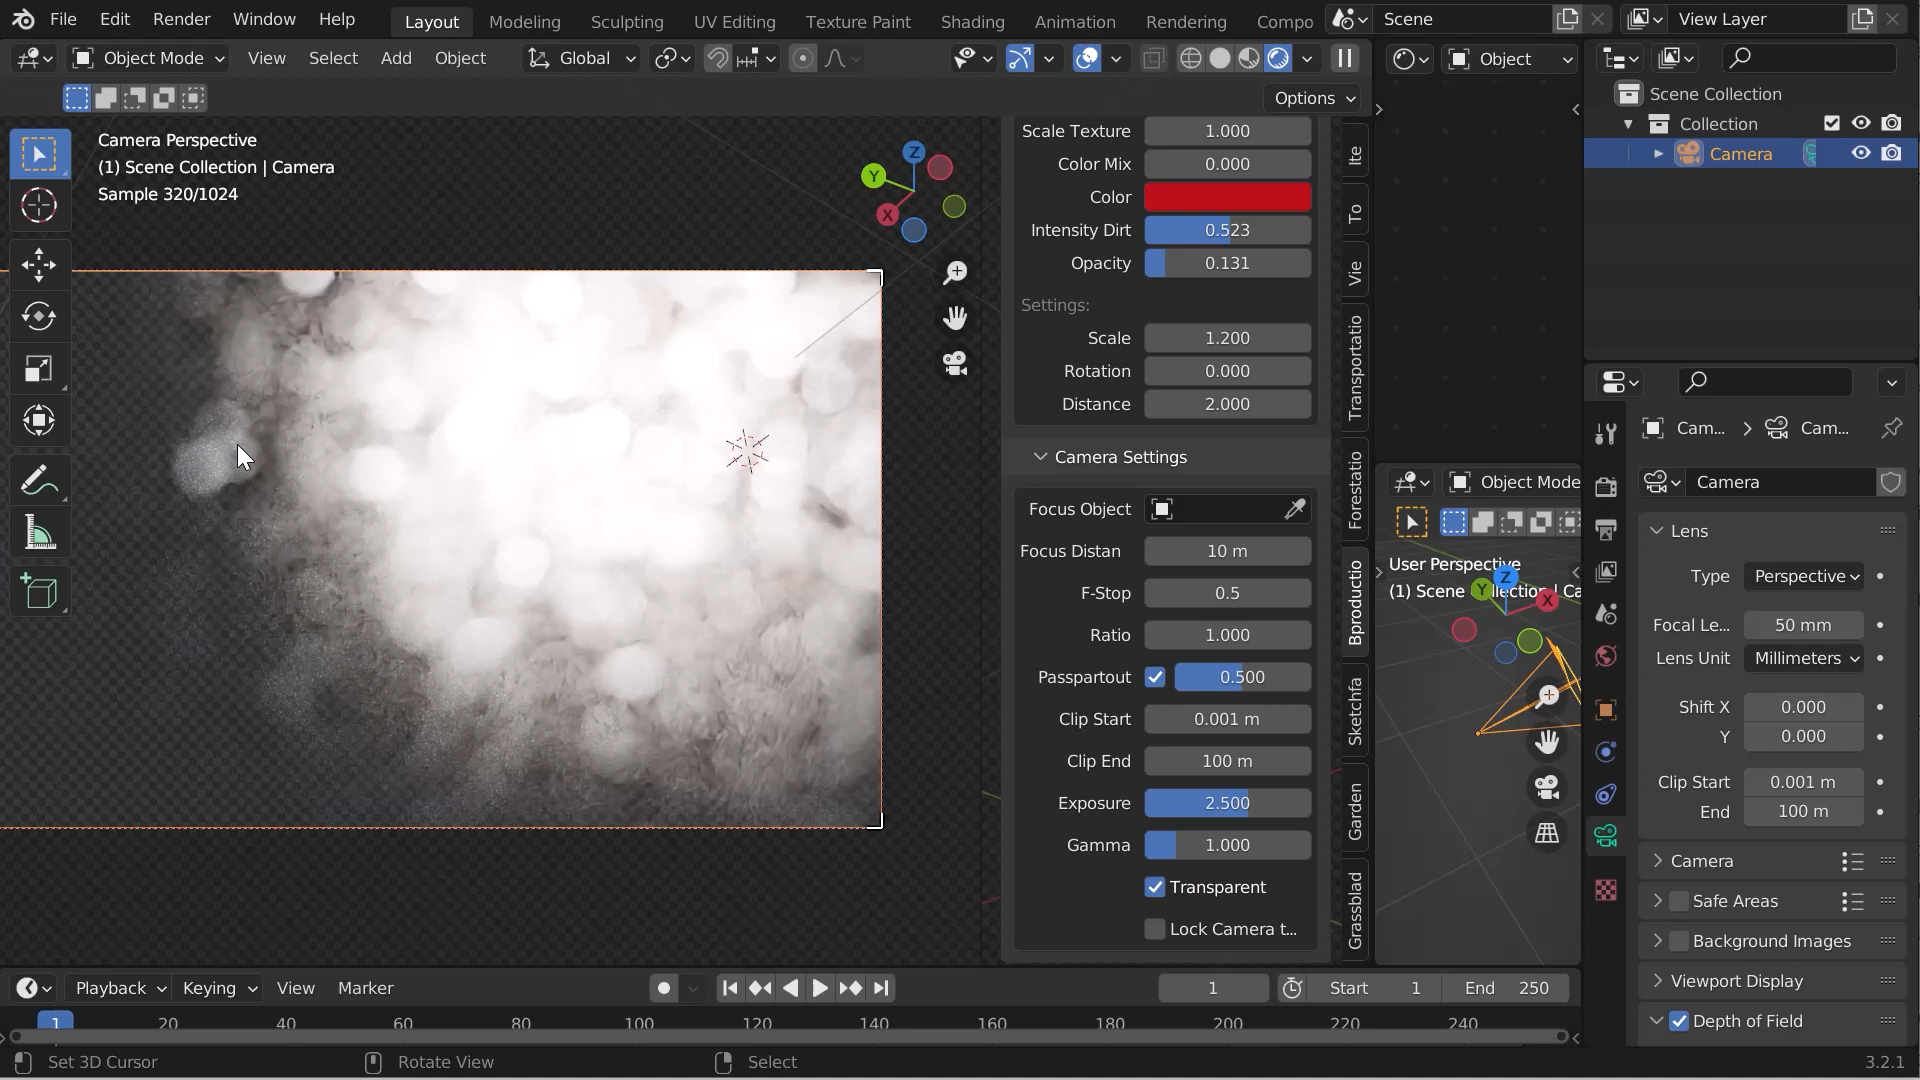 File Edit Render Window Help Layout Modeling Sculpting UV Editing Texture Paint Shading Animation Rendering Compo Scene View Layer
Object Mode View Select Add Object Global Object
Options
Scene Collection
Collection
Camera
Camera Perspective
(1) Scene Collection | Camera
Sample 320/1024
Z
Y
X
Scale Texture 1.000
Color Mix 0.000
Color
Intensity Dirt 0.523
Opacity 0.131
Settings:
Scale 1.200
Rotation 0.000
Distance 2.000
Camera Settings
Focus Object
Focus Distan 10 m
F-Stop 0.5
Ratio 1.000
Passpartout 0.500
Clip Start 0.001 m
Clip End 100 m
Exposure 2.500
Gamma 1.000
Transparent
Lock Camera t...
Ite
To
Vie
Transportatio
Forestatio
Bproductio
Sketchfa
Garden
Grassblad
Object Mode
User Perspective
(1) Scene Collection | Ca
Z
Y
X
Cam... Cam...
Camera
Lens
Type Perspective
Focal Le... 50 mm
Lens Unit Millimeters
Shift X 0.000
Y 0.000
Clip Start 0.001 m
End 100 m
Camera
Safe Areas
Background Images
Viewport Display
Depth of Field
Playback Keying View Marker 1 Start 1 End 250
1 20 40 60 80 100 120 140 160 180 200 220 240
Set 3D Cursor Rotate View Select 3.2.1